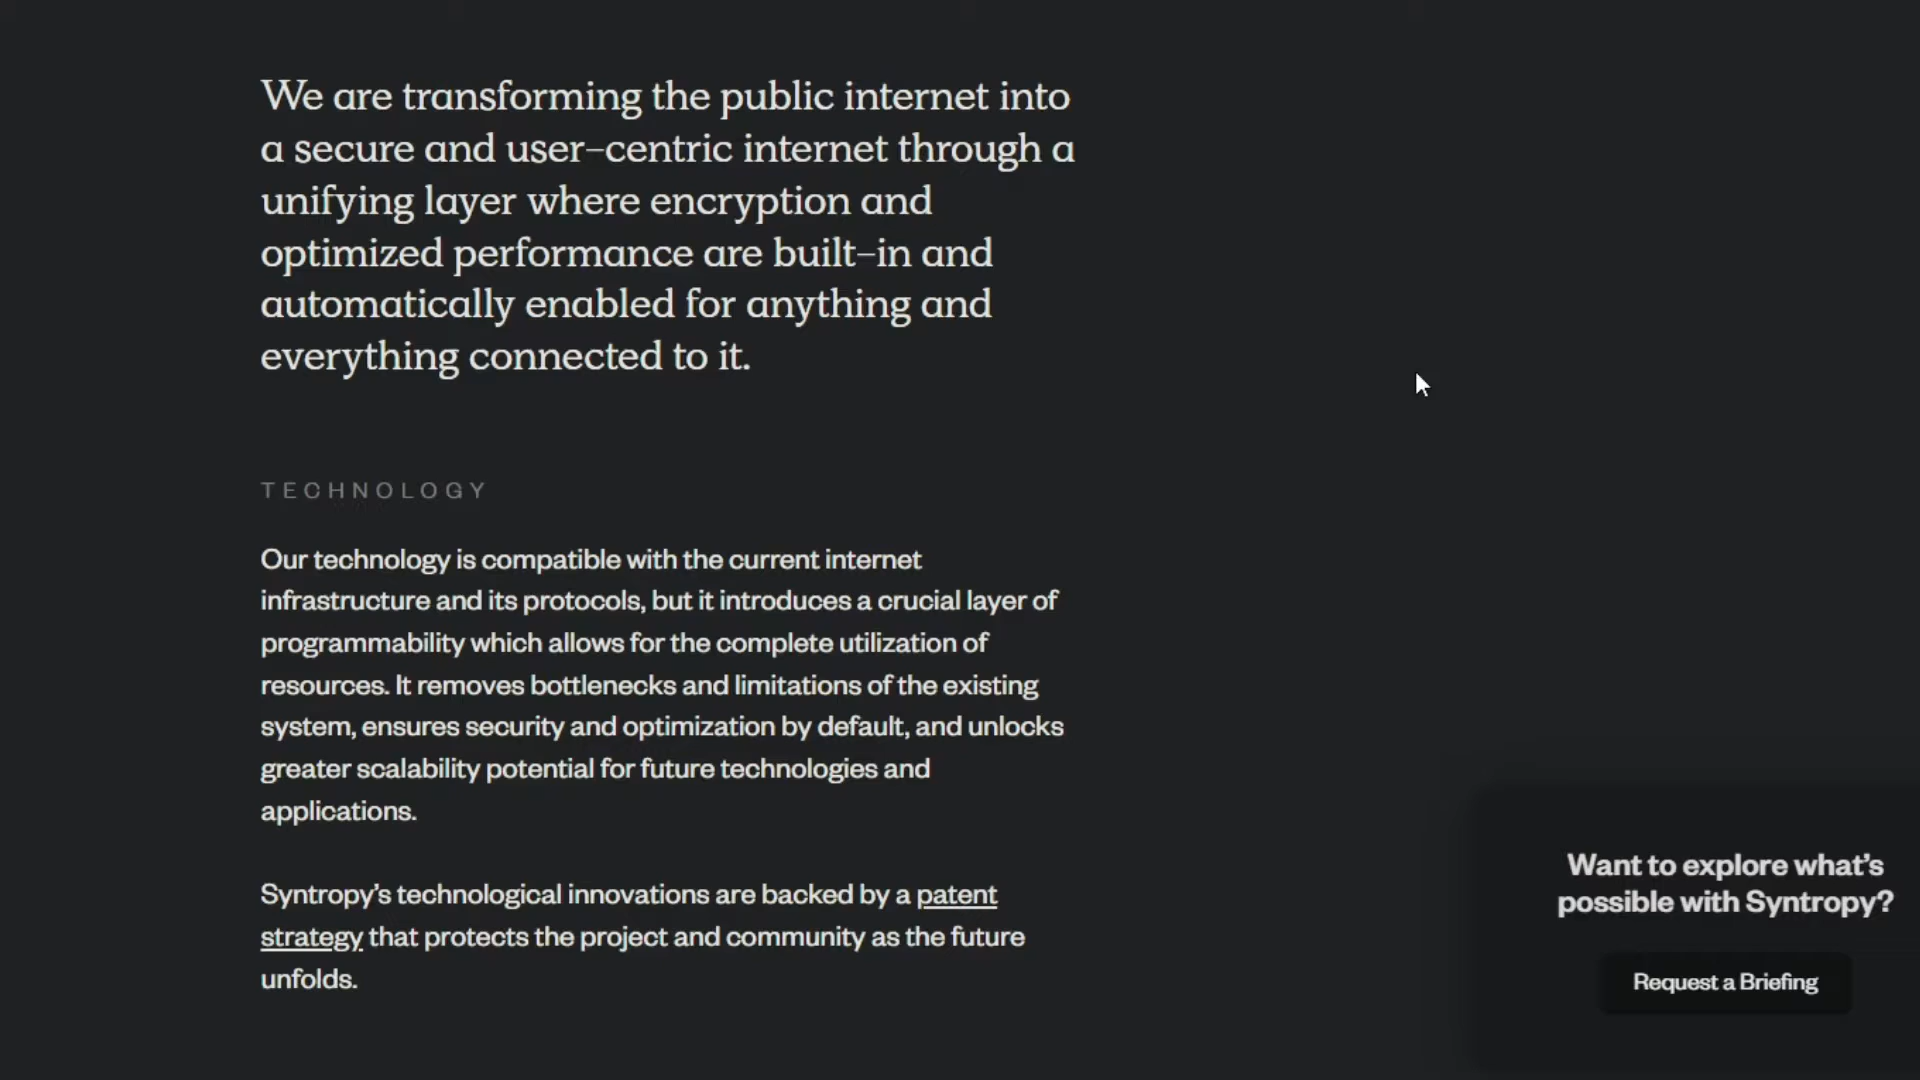 We are transforming the public internet into
a secure and user-centric internet through a
unifying layer where encryption and
optimized performance are built-in and
automatically enabled for anything and
everything connected to it.
TECHNOLOGY
Our technology is compatible with the current internet
infrastructure and its protocols, but it introduces a crucial layer of
programmability which allows for the complete utilization of
resources. It removes bottlenecks and limitations of the existing
system, ensures security and optimization by default, and unlocks
greater scalability potential for future technologies and
applications.
Syntropy’s technological innovations are backed by a patent
strategy that protects the project and community as the future
unfolds.
Want to explore what’s
possible with Syntropy?
Request a Briefing